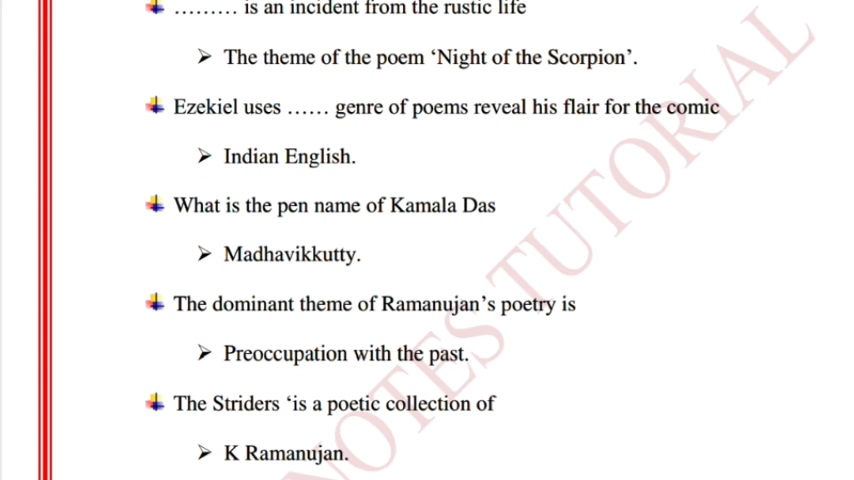 ……… is an incident from the rustic life
➢ The theme of the poem ‘Night of the Scorpion’.
Ezekiel uses …… genre of poems reveal his flair for the comic
➢ Indian English.
What is the pen name of Kamala Das
➢ Madhavikkutty.
The dominant theme of Ramanujan’s poetry is
➢ Preoccupation with the past.
The Striders ‘is a poetic collection of
➢ K Ramanujan.
NOTES TUTORIAL